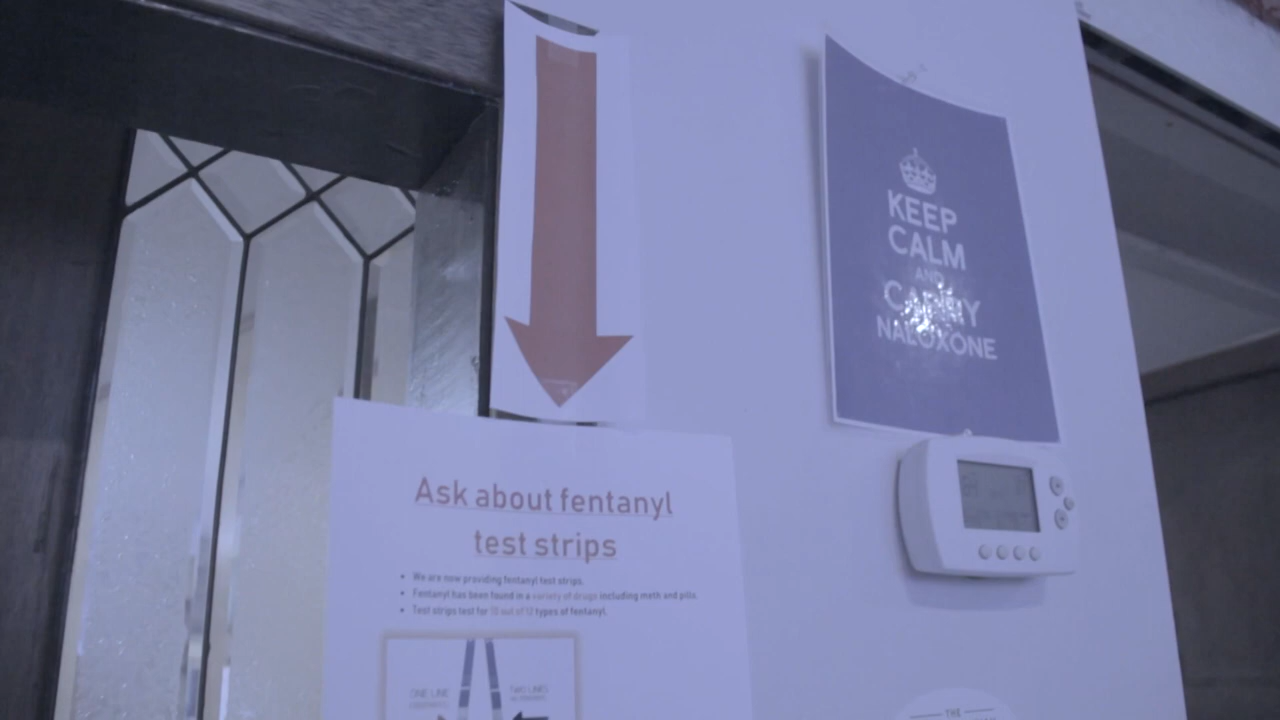 KEEP
CALM
AND
CARRY
NALOXONE
Ask about fentanyl
test strips
• We are now providing fentanyl test strips.
• Fentanyl has been found in a variety of drugs including meth and pills.
• Test strips test for 10 out of 12 types of fentanyl.
ONE LINE
TWO LINES
THE